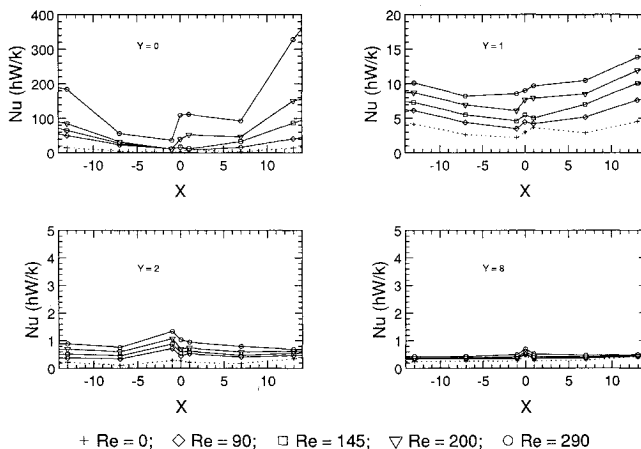 400
300
200
100
0
Nu (hW/k)
Y = 0
-10 -5 0 5 10
X
20
15
10
5
0
Nu (hW/k)
Y = 1
-10 -5 0 5 10
X
5
4
3
2
1
0
Nu (hW/k)
Y = 2
-10 -5 0 5 10
X
5
4
3
2
1
0
Nu (hW/k)
Y = 8
-10 -5 0 5 10
X
+ Re = 0; ◇ Re = 90; □ Re = 145; ▽ Re = 200; ○ Re = 290